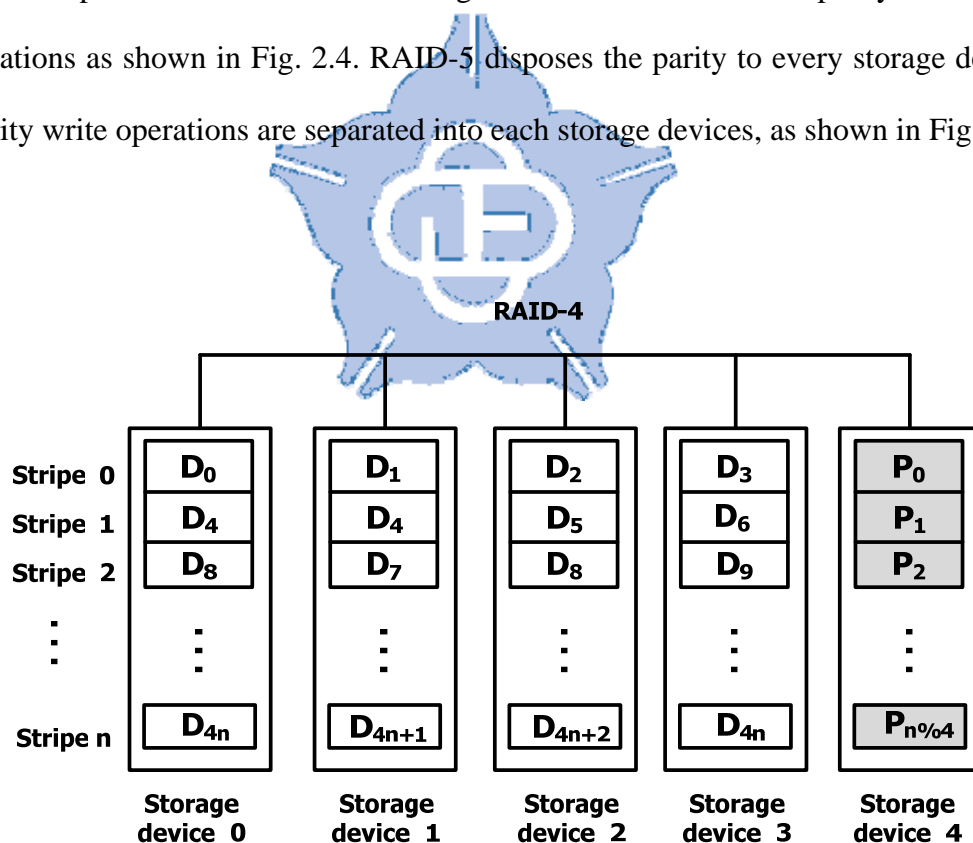 ations as shown in Fig. 2.4. RAID-5 disposes the parity to every storage de
ity write operations are separated into each storage devices, as shown in Fig
RAID-4
Stripe 0 D0 D1 D2 D3 P0
Stripe 1 D4 D4 D5 D6 P1
Stripe 2 D8 D7 D8 D9 P2
Stripe n D4n D4n+1 D4n+2 D4n Pn%4
Storage Storage Storage Storage Storage
device 0 device 1 device 2 device 3 device 4